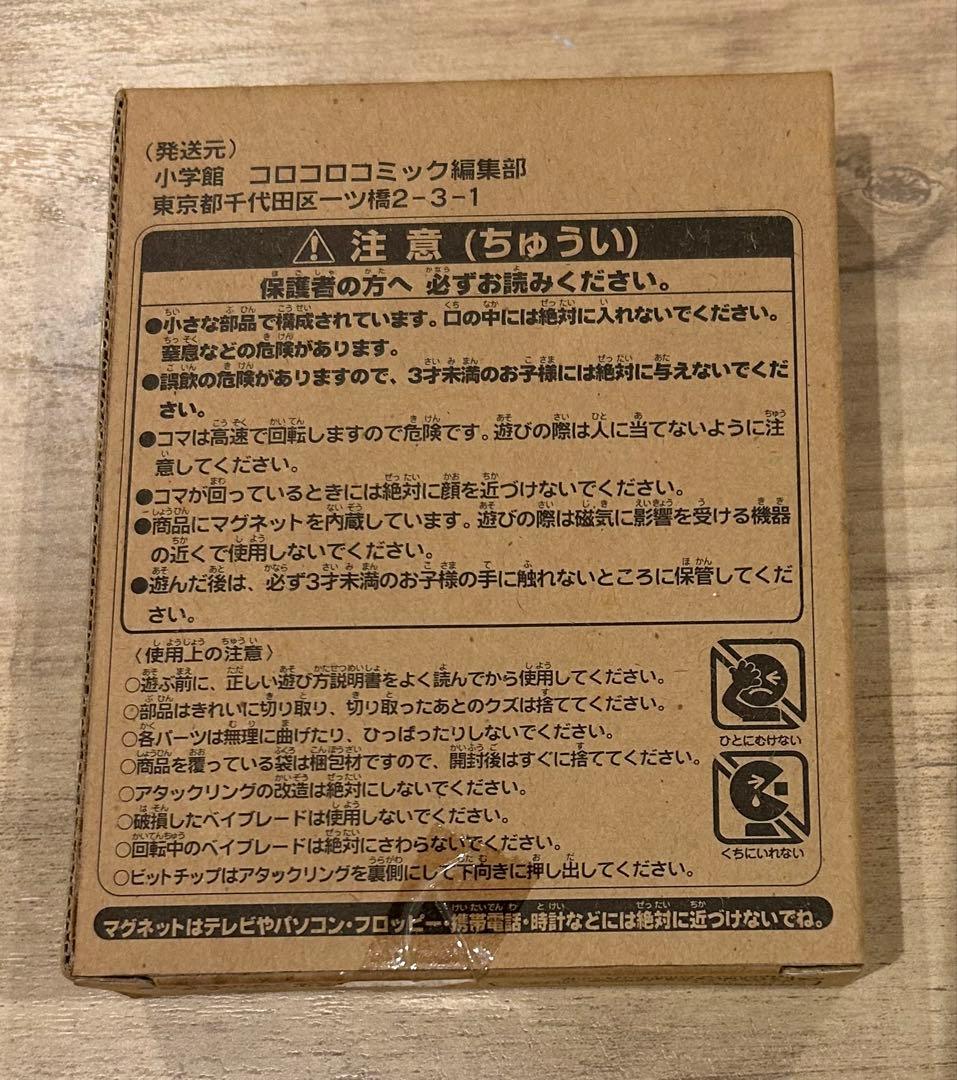 （発送元）
小学館　コロコロコミック編集部
東京都千代田区一ツ橋2-3-1
⚠ 注意（ちゅうい）
保護者の方へ 必ずお読みください。
●小さな部品で構成されています。口の中には絶対に入れないでください。
窒息などの危険があります。
●誤飲の危険がありますので、3才未満のお子様には絶対に与えないでくだ
さい。
●コマは高速で回転しますので危険です。遊びの際は人に当てないように注
意してください。
●コマが回っているときには絶対に顔を近づけないでください。
●商品にマグネットを内蔵しています。遊びの際は磁気に影響を受ける機器
の近くで使用しないでください。
●遊んだ後は、必ず3才未満のお子様の手に触れないところに保管してくだ
さい。
〈使用上の注意〉
○遊ぶ前に、正しい遊び方説明書をよく読んでから使用してください。
○部品はきれいに切り取り、切り取ったあとのクズは捨ててください。
○各パーツは無理に曲げたり、ひっぱったりしないでください。
○商品を覆っている袋は梱包材ですので、開封後はすぐに捨ててください。
○アタックリングの改造は絶対にしないでください。
○破損したベイブレードは使用しないでください。
○回転中のベイブレードは絶対にさわらないでください。
○ビットチップはアタックリングを裏側にして下向きに押し出してください。
ひとにむけない
くちにいれない
マグネットはテレビやパソコン・フロッピー・携帯電話・時計などには絶対に近づけないでね。